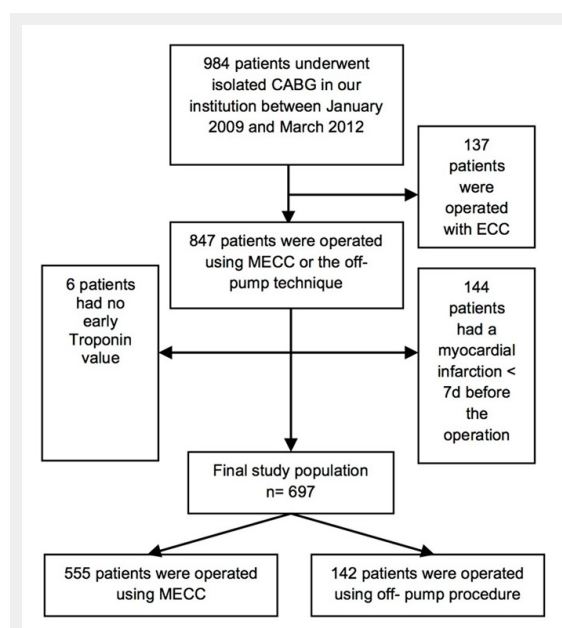 984 patients underwent
isolated CABG in our
institution between January
2009 and March 2012
137
patients
were
operated
with ECC
847 patients were operated
using MECC or the off-
pump technique
6 patients
had no
early
Troponin
value
144
patients
had a
myocardial
infarction <
7d before
the
operation
Final study population
n= 697
555 patients were operated
using MECC
142 patients were operated
using off- pump procedure